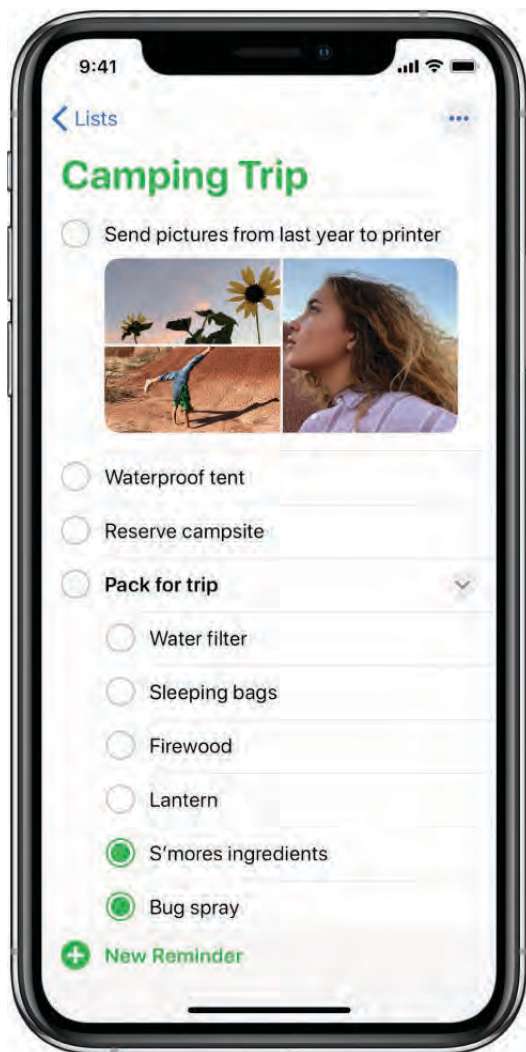 9:41
Lists
Camping Trip
Send pictures from last year to printer
Waterproof tent
Reserve campsite
Pack for trip
Water filter
Sleeping bags
Firewood
Lantern
S’mores ingredients
Bug spray
New Reminder